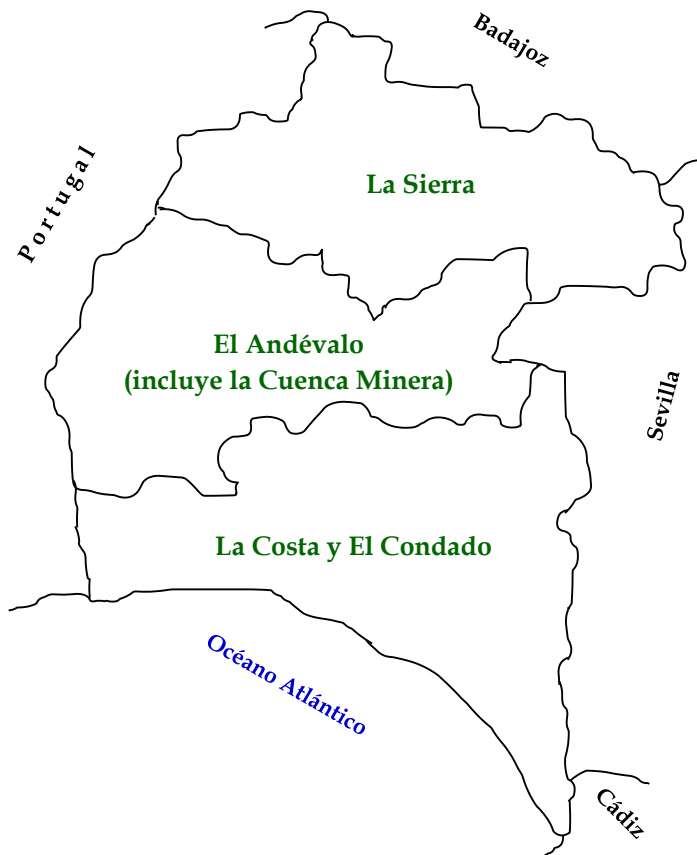 Badajoz
Portugal
La Sierra
El Andévalo
(incluye la Cuenca Minera)
Sevilla
La Costa y El Condado
Océano Atlántico
Cádiz